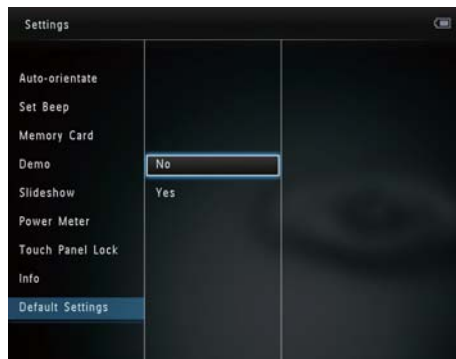 Settings
Auto-orientate
Set Beep
Memory Card
Demo
No
Slideshow
Yes
Power Meter
Touch Panel Lock
Info
Default Settings